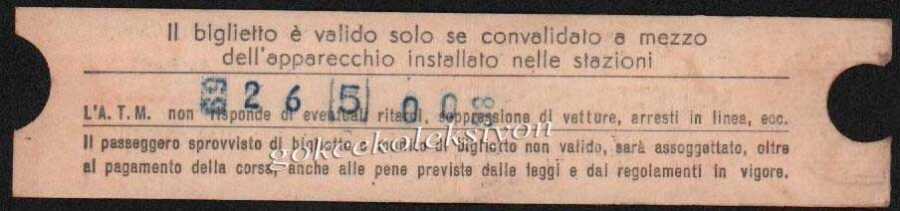 Il biglietto è valido solo se convalidato a mezzo
dell'apparecchio installato nelle stazioni
26 5 00
L'A. T. M. non risponde di eventuali ritardi, soppressione di vetture, arresti in linea, ecc.
Il passeggero sprovvisto di biglietto o munito di biglietto non valido, sarà assoggettato, oltre
al pagamento della corsa, anche alle pene previste dalle leggi e dai regolamenti in vigore.
gokcekoleksiyon